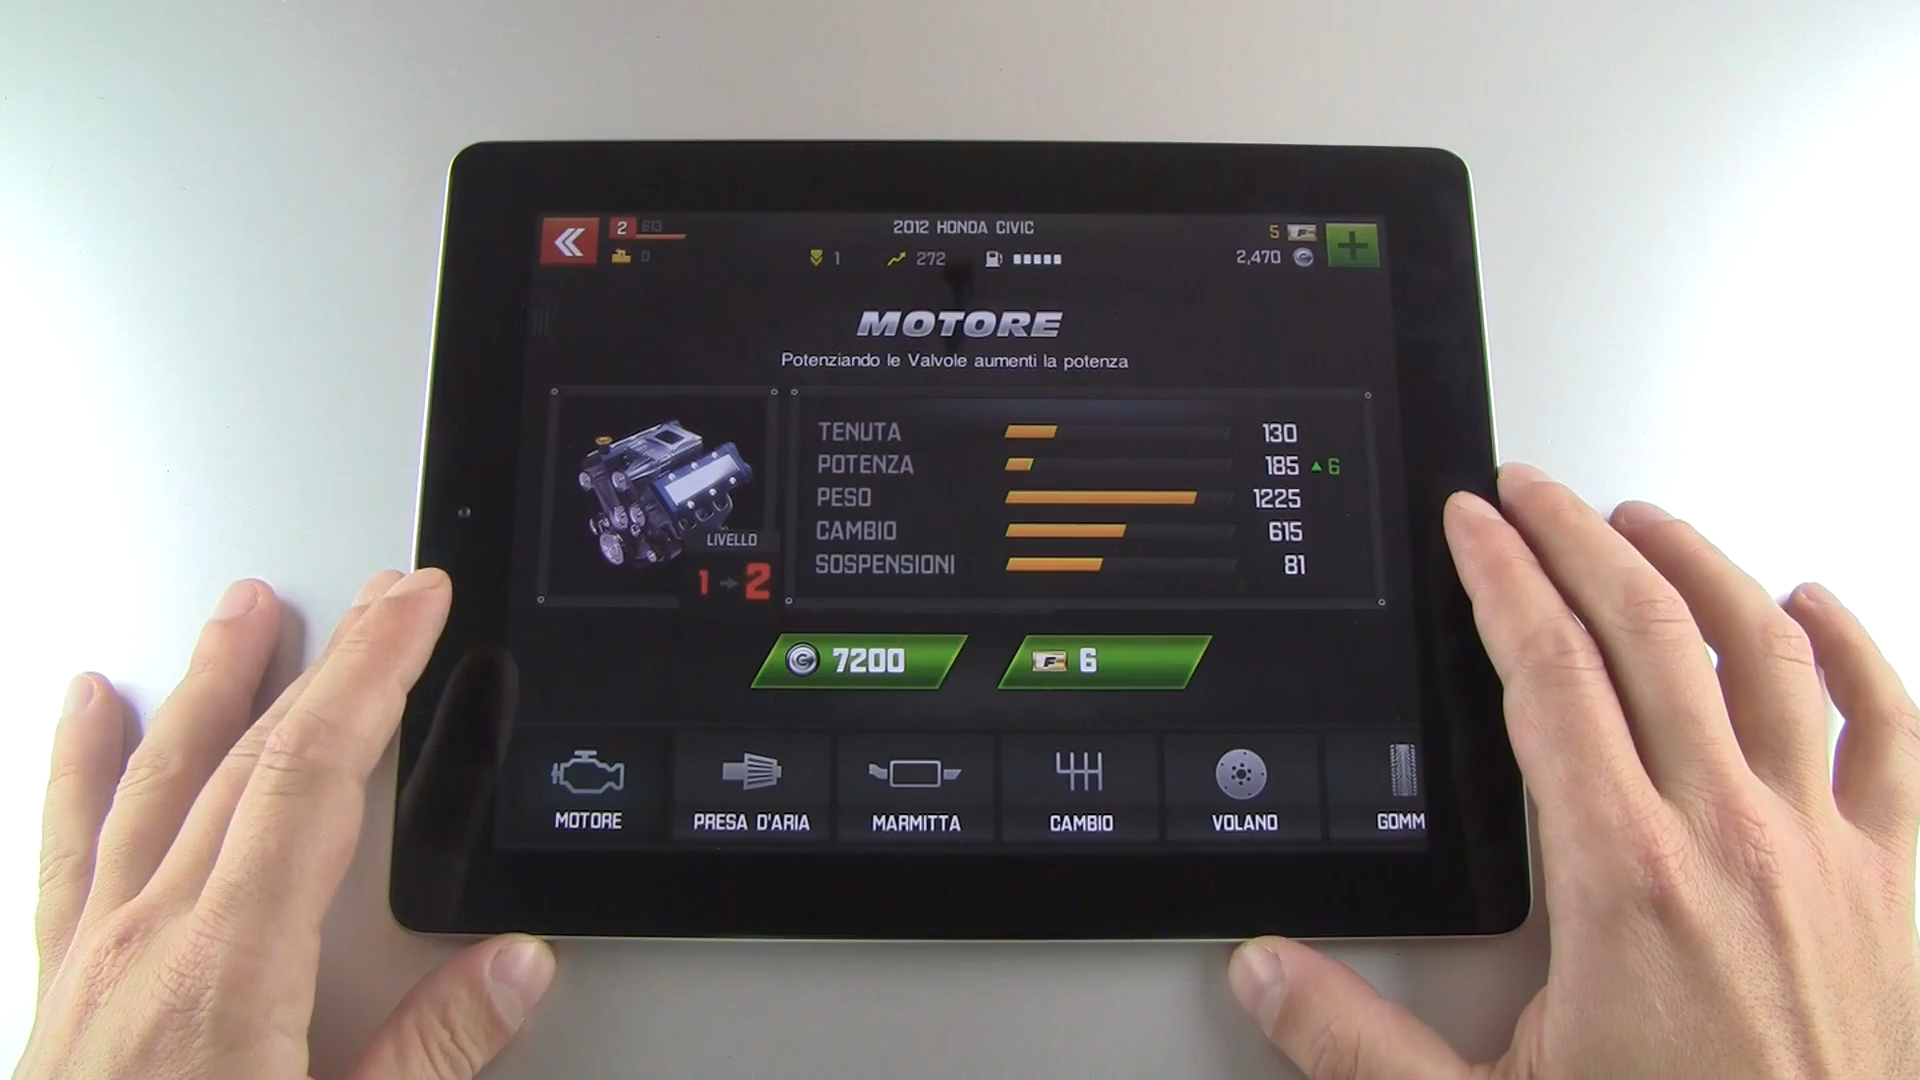 2 613
2012 HONDA CIVIC
5
0
1
272
2,470
MOTORE
Potenziando le Valvole aumenti la potenza
TENUTA 130
POTENZA 185 ▲ 6
PESO 1225
CAMBIO 615
SOSPENSIONI 81
LIVELLO
1 → 2
7200
F 6
MOTORE
PRESA D'ARIA
MARMITTA
CAMBIO
VOLANO
GOMM